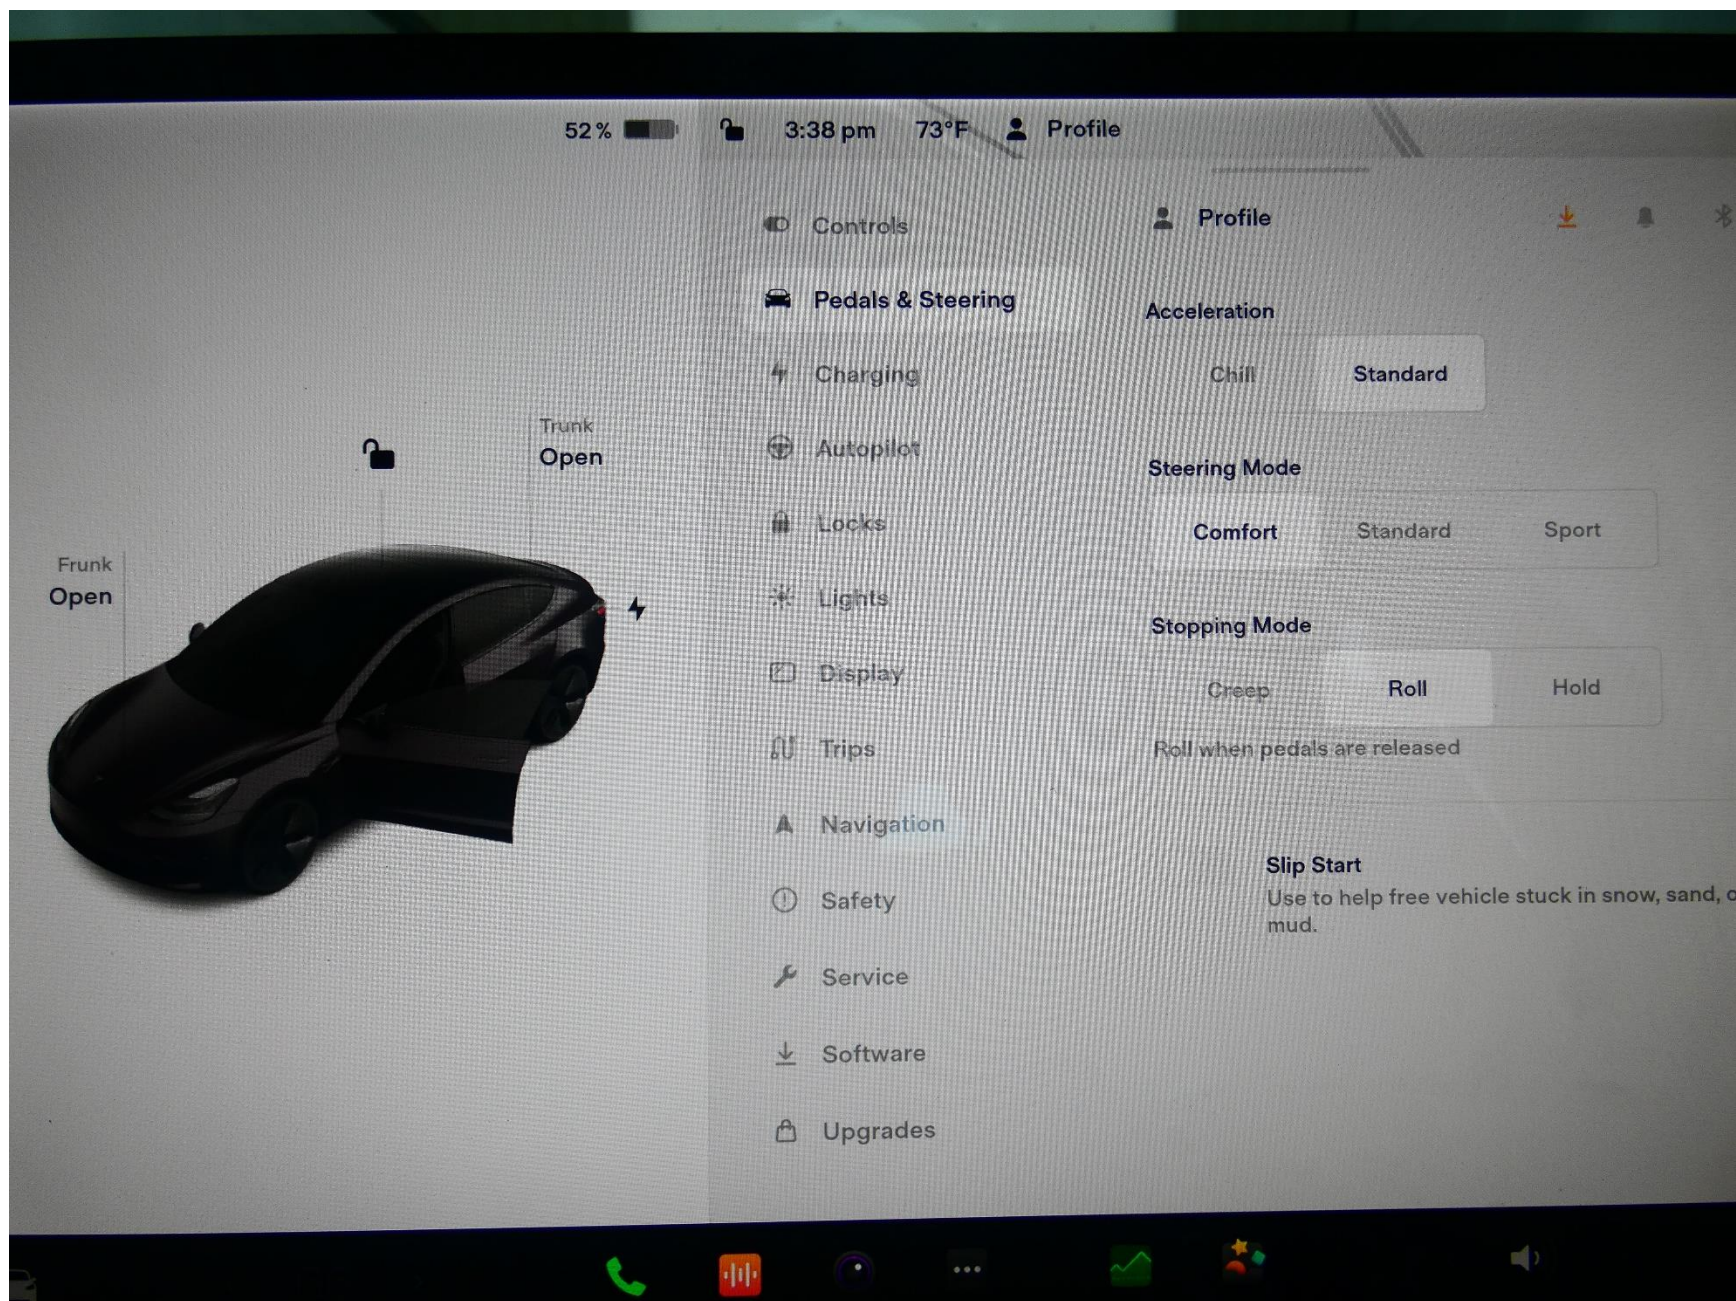 52%
3:38 pm
73°F
Profile
Controls
Pedals & Steering
Charging
Autopilot
Locks
Lights
Display
Trips
Navigation
Safety
Service
Software
Upgrades
Trunk
Open
Frunk
Open
Profile
Acceleration
Chill
Standard
Steering Mode
Comfort
Standard
Sport
Stopping Mode
Creep
Roll
Hold
Roll when pedals are released
Slip Start
Use to help free vehicle stuck in snow, sand,
mud.